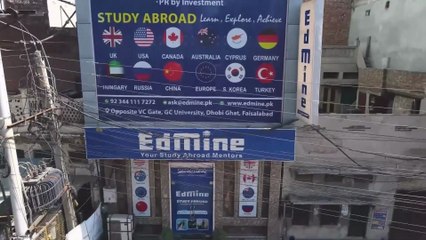 PR by Investment
STUDY ABROAD Learn, Explore, Achieve
UK USA CANADA AUSTRALIA CYPRUS GERMANY
HUNGARY RUSSIA CHINA EUROPE S. KOREA TURKEY
92 344 111 7272 ask@edmine.pk www.edmine.pk
Opposite VC Gate, GC University, Dhobi Ghat, Faisalabad
EdMine
EdMine
Your Study Abroad Mentors
EdMine
STUDY ABROAD